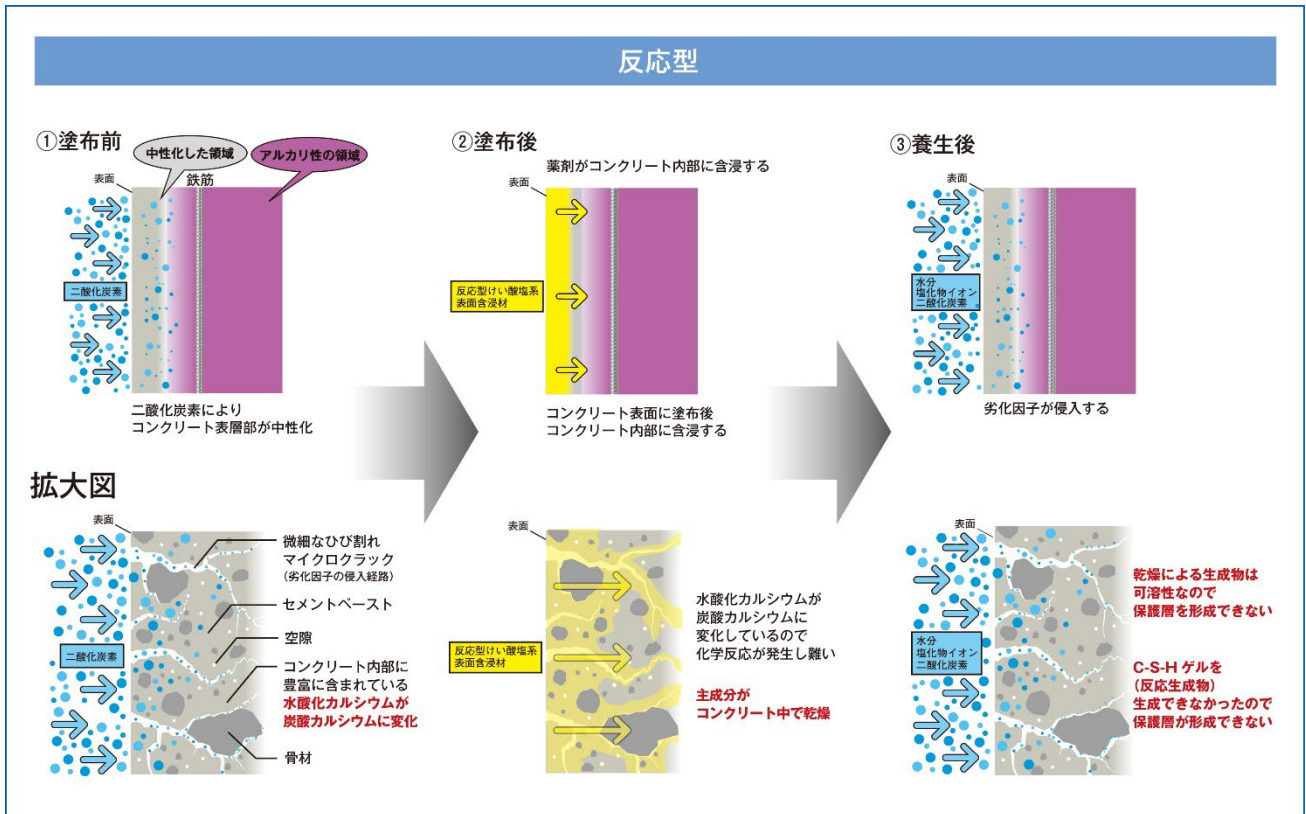 反応型
①塗布前
中性化した領域
アルカリ性の領域
表面
鉄筋
二酸化炭素
二酸化炭素により
コンクリート表層部が中性化
②塗布後
薬剤がコンクリート内部に含浸する
表面
反応型けい酸塩系
表面含浸材
コンクリート表面に塗布後
コンクリート内部に含浸する
③養生後
表面
水分
塩化物イオン
二酸化炭素
劣化因子が侵入する
拡大図
表面
二酸化炭素
微細なひび割れ
マイクロクラック
(劣化因子の侵入経路)
セメントペースト
空隙
コンクリート内部に
豊富に含まれている
水酸化カルシウムが
炭酸カルシウムに変化
骨材
表面
反応型けい酸塩系
表面含浸材
水酸化カルシウムが
炭酸カルシウムに
変化しているので
化学反応が発生し難い
主成分が
コンクリート中で乾燥
表面
水分
塩化物イオン
二酸化炭素
乾燥による生成物は
可溶性なので
保護層を形成できない
C-S-H ゲルを
(反応生成物)
生成できなかったので
保護層が形成できない